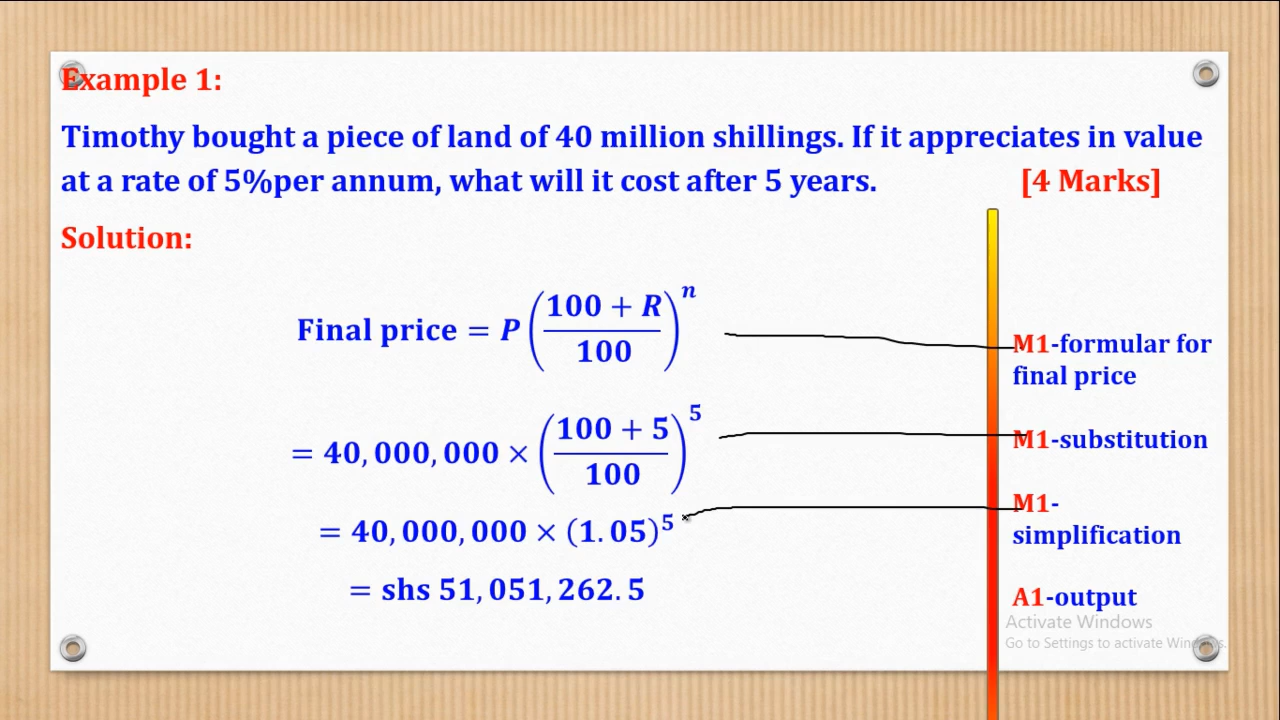 Example 1:
Timothy bought a piece of land of 40 million shillings. If it appreciates in value
at a rate of 5%per annum, what will it cost after 5 years. [4 Marks]
Solution:
Final price = P((100 + R)/100)^n
M1-formular for
final price
= 40,000,000 × ((100 + 5)/100)^5
M1-substitution
= 40,000,000 × (1.05)^5
M1-
simplification
= shs 51,051,262.5
A1-output
Activate Windows
Go to Settings to activate Windows.